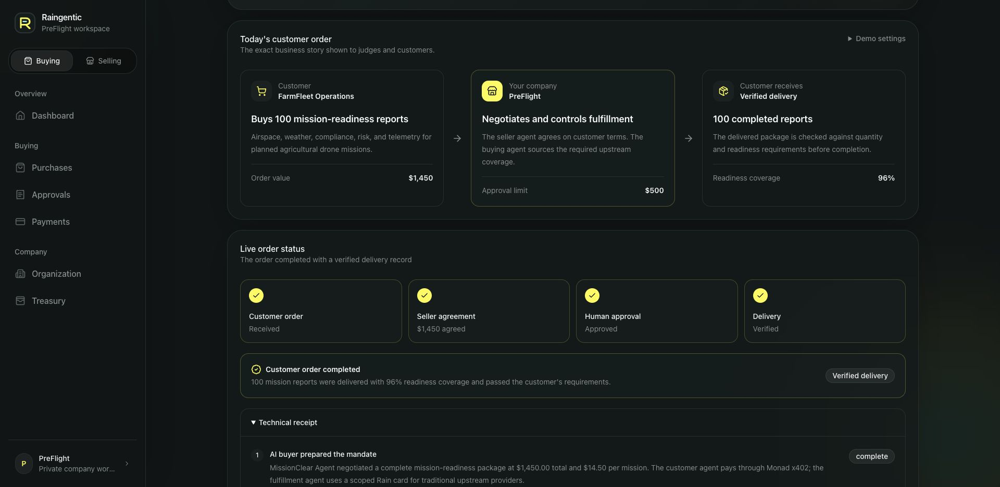 Raingentic
PreFlight workspace
Buying
Selling
Overview
Dashboard
Buying
Purchases
Approvals
Payments
Company
Organization
Treasury
P
PreFlight
Private company wor...
Today's customer order
The exact business story shown to judges and customers.
Demo settings
Customer
FarmFleet Operations
Buys 100 mission-readiness reports
Airspace, weather, compliance, risk, and telemetry for
planned agricultural drone missions.
Order value $1,450
Your company
PreFlight
Negotiates and controls fulfillment
The seller agent agrees on customer terms. The
buying agent sources the required upstream
coverage.
Approval limit $500
Customer receives
Verified delivery
100 completed reports
The delivered package is checked against quantity
and readiness requirements before completion.
Readiness coverage 96%
Live order status
The order completed with a verified delivery record
Customer order
Received
Seller agreement
$1,450 agreed
Human approval
Approved
Delivery
Verified
Customer order completed
100 mission reports were delivered with 96% readiness coverage and passed the customer's requirements.
Verified delivery
Technical receipt
1 AI buyer prepared the mandate
MissionClear Agent negotiated a complete mission-readiness package at $1,450.00 total and $14.50 per mission. The customer agent pays through Monad x402; the
fulfillment agent uses a scoped Rain card for traditional upstream providers.
complete